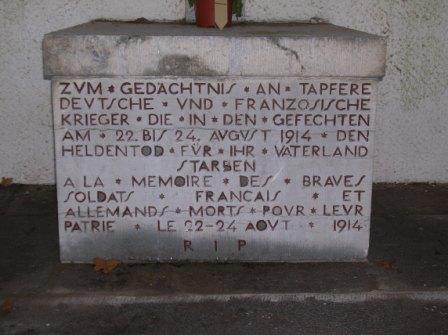 ZVM * GEDÄCHTNIS * AN * TAPFERE
DEVTSCHE * VND * FRANZÖSISCHE
KRIEGER * DIE * IN * DEN * GEFECHTEN
AM * 22. BIS 24. AVGVST 1914 * DEN
HELDENTOD * FÜR * IHR * VATERLAND
STARBEN
A LA * MEMOIRE * DES * BRAVES
SOLDATS * FRANCAIS * ET
ALLEMANDS * MORTS * POVR * LEVR
PATRIE * LE 22-24 AOVT * 1914
R I P